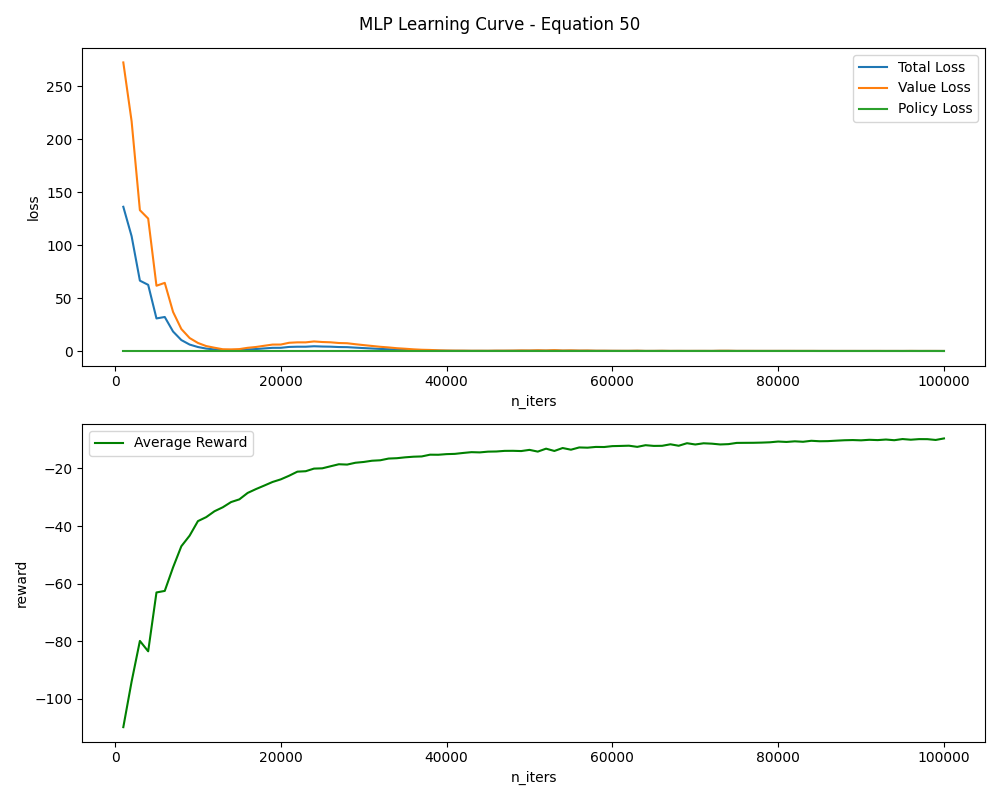 MLP Learning Curve - Equation 50
Total Loss
Value Loss
Policy Loss
250
200
150
100
50
0
loss
0 20000 40000 60000 80000 100000
n_iters
Average Reward
−20
−40
−60
−80
−100
reward
0 20000 40000 60000 80000 100000
n_iters